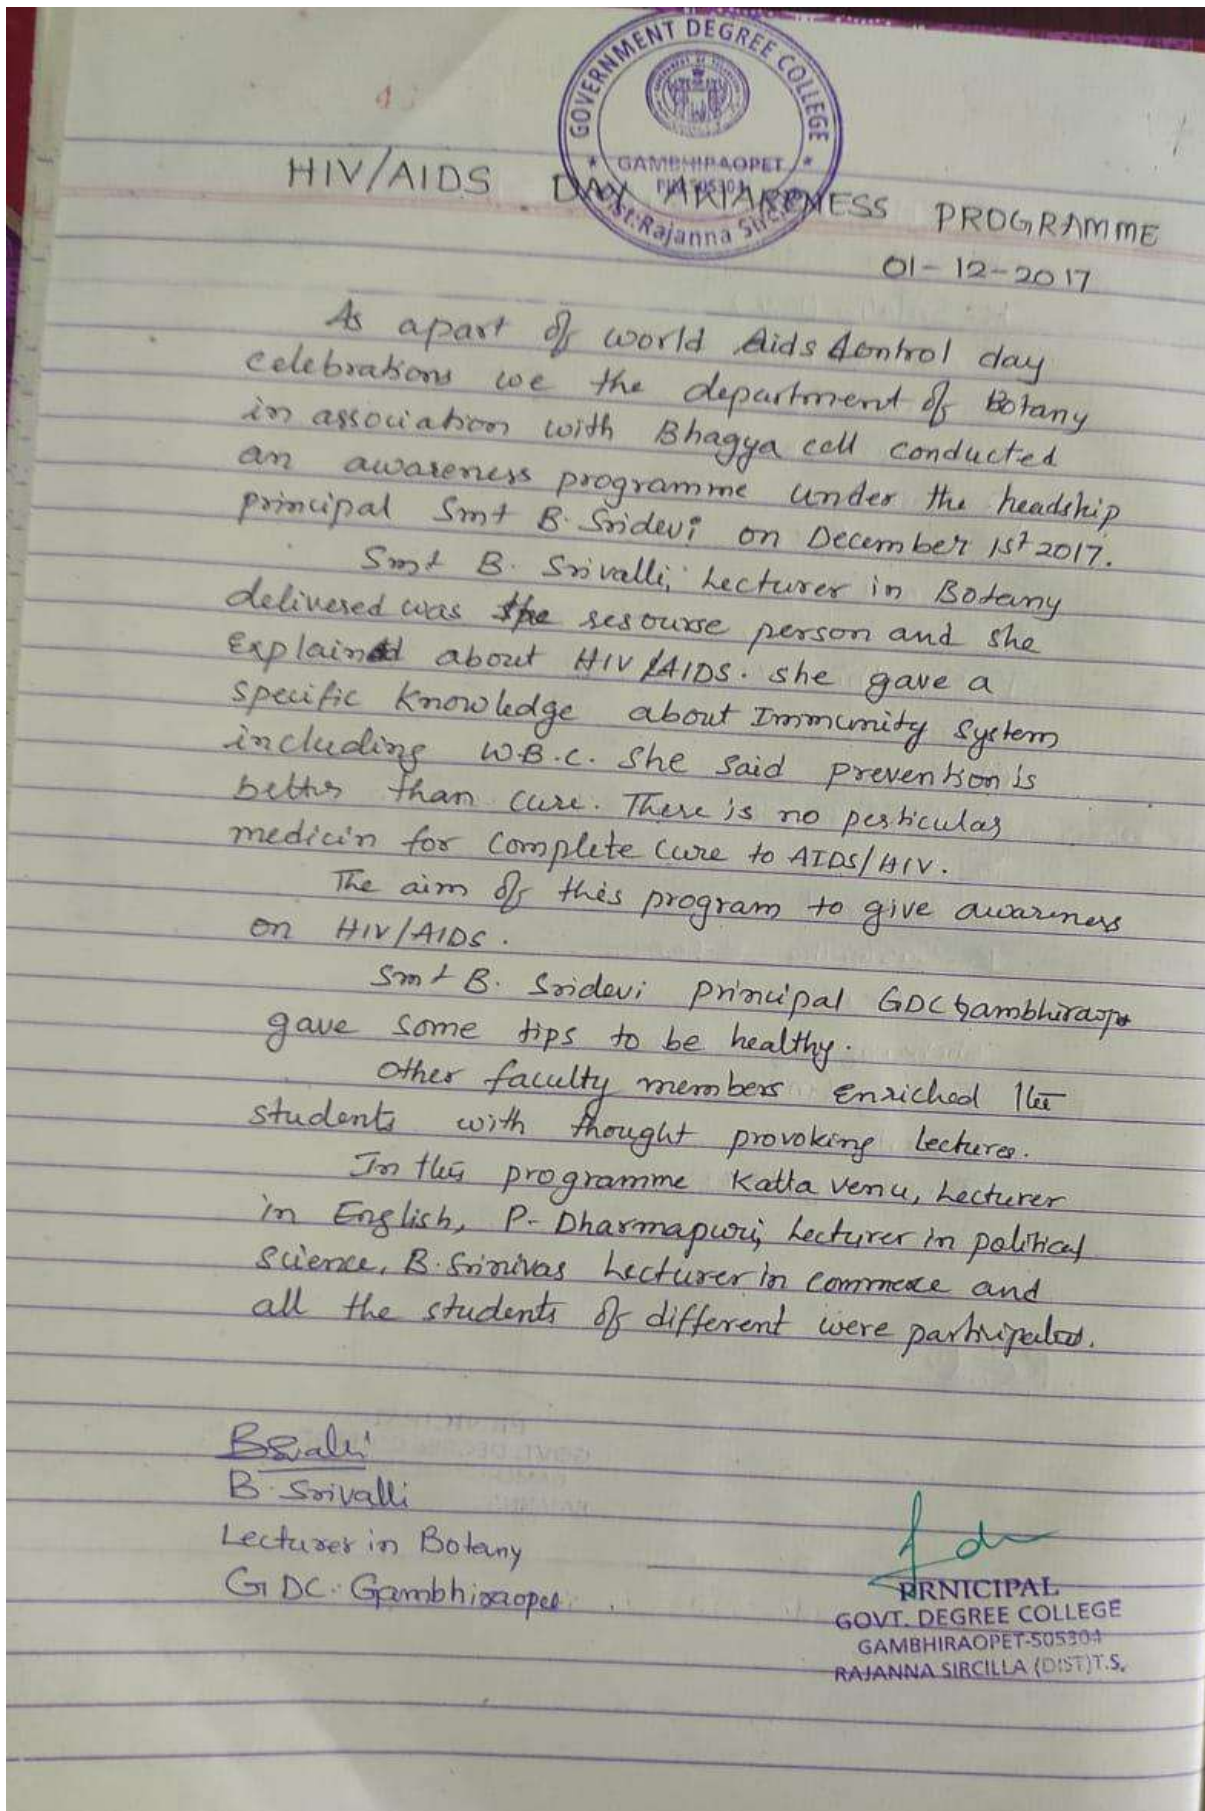 GOVERNMENT DEGREE COLLEGE
* GAMBHIRAOPET *
PIN:505304
Dist:Rajanna Sircilla
HIV/AIDS DAY AWARENESS PROGRAMME
01-12-2017
As apart of world Aids Control day
celebrations we the department of Botany
in association with Bhagya cell conducted
an awareness programme under the headship
principal Smt B. Sridevi on December 1st 2017.
Smt B. Srivalli, Lecturer in Botany
delivered was the resourse person and she
Explained about HIV/AIDS. she gave a
specific Knowledge about Immunity System
including W.B.C. She said prevention is
better than cure. There is no perticular
medicin for complete cure to AIDS/HIV.
The aim of this program to give awareness
on HIV/AIDS.
Smt B. Sridevi principal GDC Gambhiraopt
gave some tips to be healthy.
Other faculty members enriched the
students with thought provoking lectures.
In this programme Katta venu, Lecturer
in English, P. Dharmapuri, Lecturer in political
science, B. Srinivas Lecturer in commerce and
all the students of different were participated.
B. Srivalli
Lecturer in Botany
GDC. Gambhiraopet.
PRNICIPAL
GOVT. DEGREE COLLEGE
GAMBHIRAOPET-505304
RAJANNA SIRCILLA (DIST)T.S.